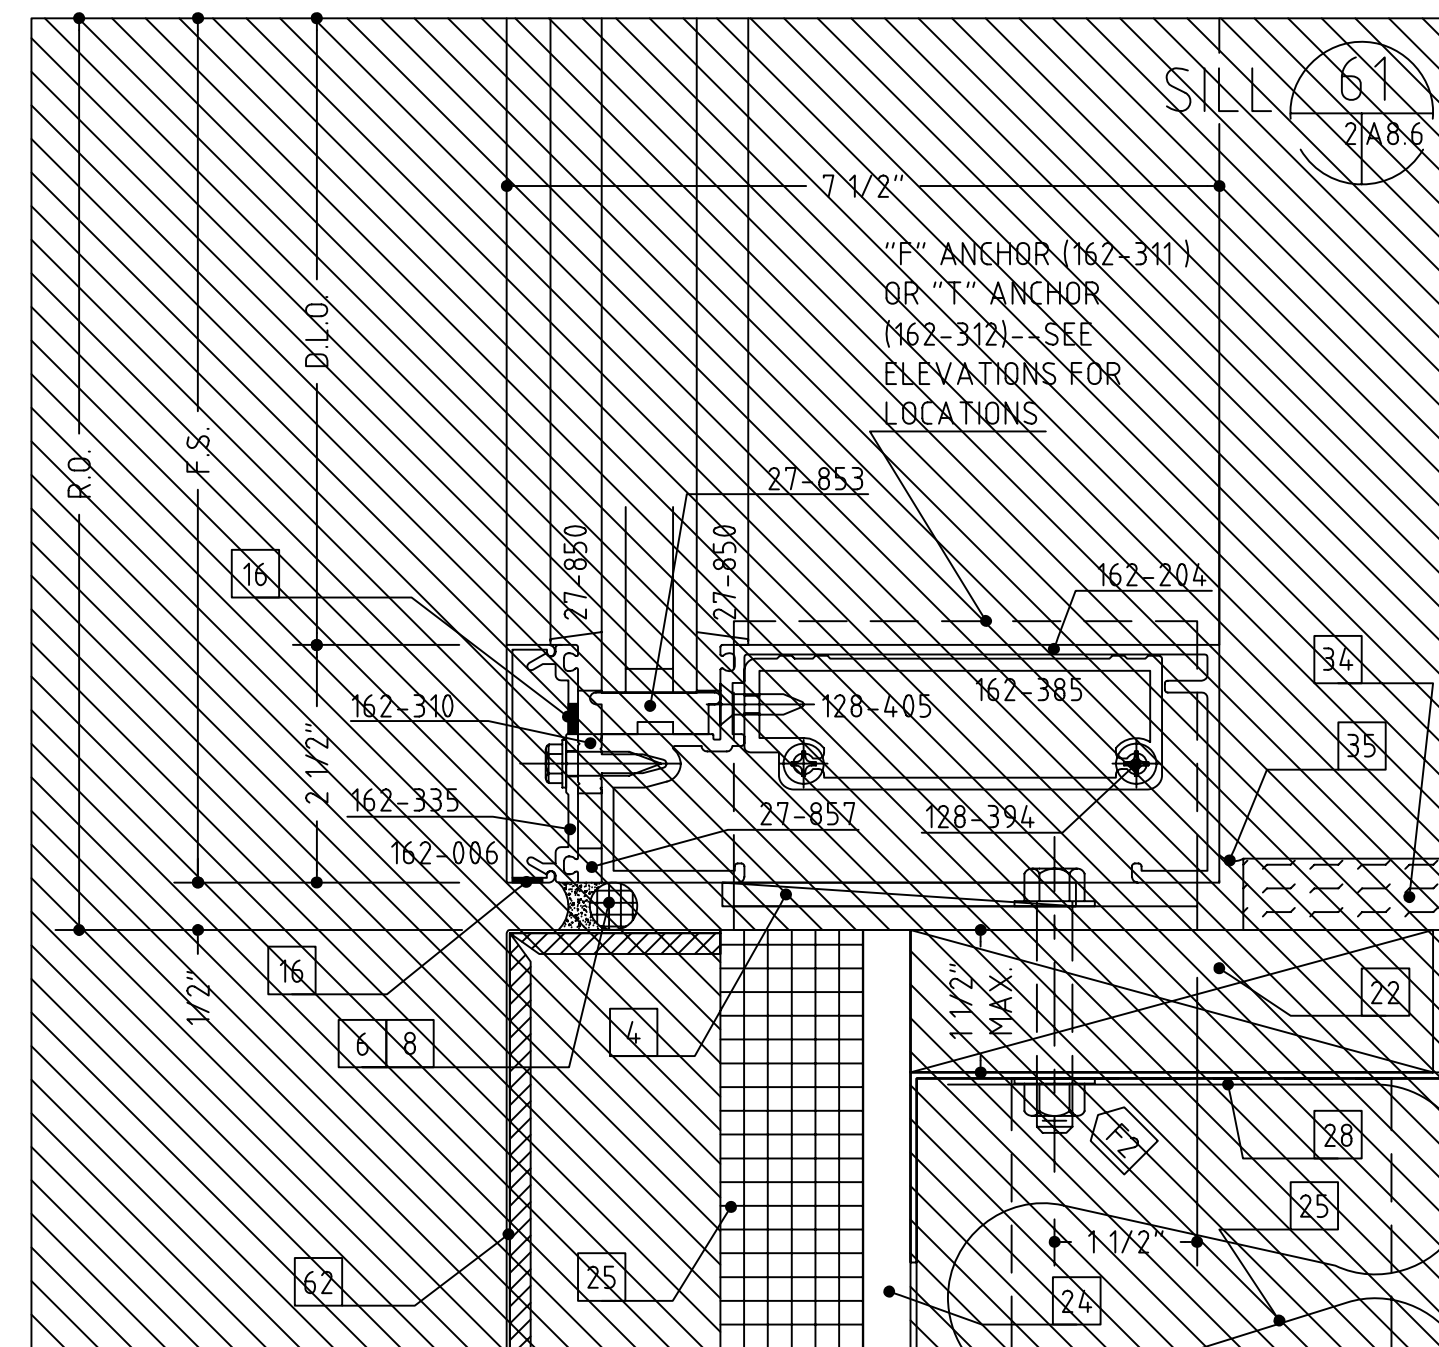 SILL
61
2 A8.6
7 1/2"
"F" ANCHOR (162-311)
OR "T" ANCHOR
(162-312)--SEE
ELEVATIONS FOR
LOCATIONS
D.L.O.
F.S.
R.O.
27-853
27-850
27-850
16
162-204
34
162-310
128-405
162-385
35
2 1/2"
162-335
27-857
128-394
162-006
16
1/2"
6 8
4
1 1/2"
MAX.
22
F2
28
25
1 1/2"
62
25
24